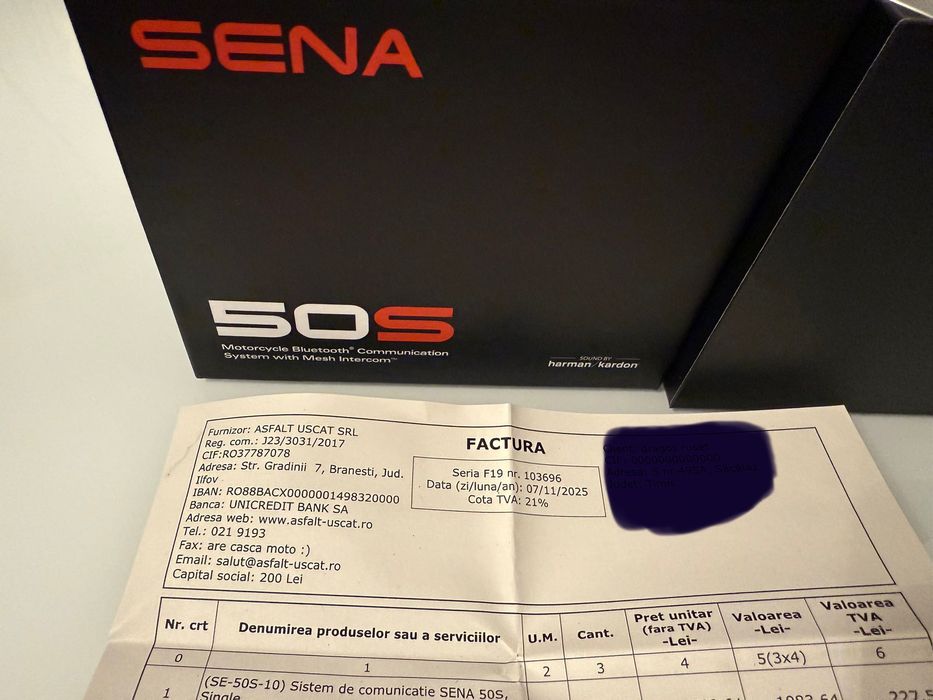 SENA
50S
Motorcycle Bluetooth® Communication
System with Mesh Intercom™
SOUND BY
harman/kardon
Furnizor: ASFALT USCAT SRL
Reg. com.: J23/3031/2017
CIF:RO37787078
Adresa: Str. Gradinii 7, Branesti, Jud.
Ilfov
IBAN: RO88BACX0000001498320000
Banca: UNICREDIT BANK SA
Adresa web: www.asfalt-uscat.ro
Tel.: 021 9193
Fax: are casca moto :)
Email: salut@asfalt-uscat.ro
Capital social: 200 Lei
FACTURA
Seria F19 nr. 103696
Data (zi/luna/an): 07/11/2025
Cota TVA: 21%
Nr. crt
Denumirea produselor sau a serviciilor
U.M.
Cant.
Pret unitar
(fara TVA)
-Lei-
Valoarea
-Lei-
Valoarea
TVA
-Lei-
0 1 2 3 4 5(3x4) 6
1 (SE-50S-10) Sistem de comunicatie SENA 50S,
Single